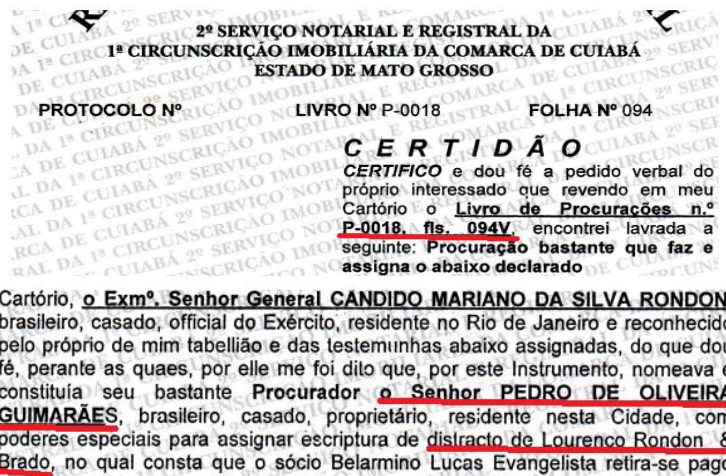 2º SERVIÇO NOTARIAL E REGISTRAL DA
1ª CIRCUNSCRIÇÃO IMOBILIÁRIA DA COMARCA DE CUIABÁ
ESTADO DE MATO GROSSO
PROTOCOLO Nº LIVRO Nº P-0018 FOLHA Nº 094
C E R T I D Ã O
CERTIFICO e dou fé a pedido verbal do
próprio interessado que revendo em meu
Cartório o Livro de Procurações n.º
P-0018, fls. 094V, encontrei lavrada a
seguinte: Procuração bastante que faz e
assigna o abaixo declarado
Cartório, o Exmº. Senhor General CANDIDO MARIANO DA SILVA RONDON
brasileiro, casado, official do Exército, residente no Rio de Janeiro e reconhecido
pelo próprio de mim tabellião e das testemunhas abaixo assignadas, do que dou
fé, perante as quaes, por elle me foi dito que, por este Instrumento, nomeava e
constituía seu bastante Procurador o Senhor PEDRO DE OLIVEIRA
GUIMARÃES, brasileiro, casado, proprietário, residente nesta Cidade, com
poderes especiais para assignar escriptura de distracto de Lourenco Rondon &
Brado, no qual consta que o sócio Belarmino Lucas Evangelista retira-se pago